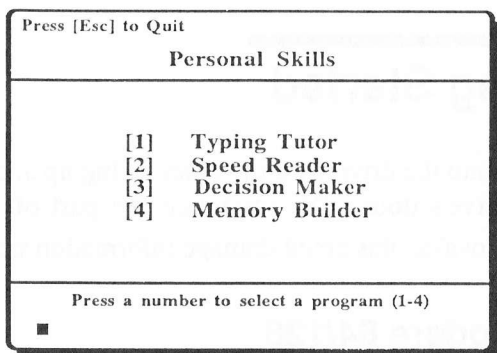 Press [Esc] to Quit
Personal Skills
[1] Typing Tutor
[2] Speed Reader
[3] Decision Maker
[4] Memory Builder
Press a number to select a program (1-4)